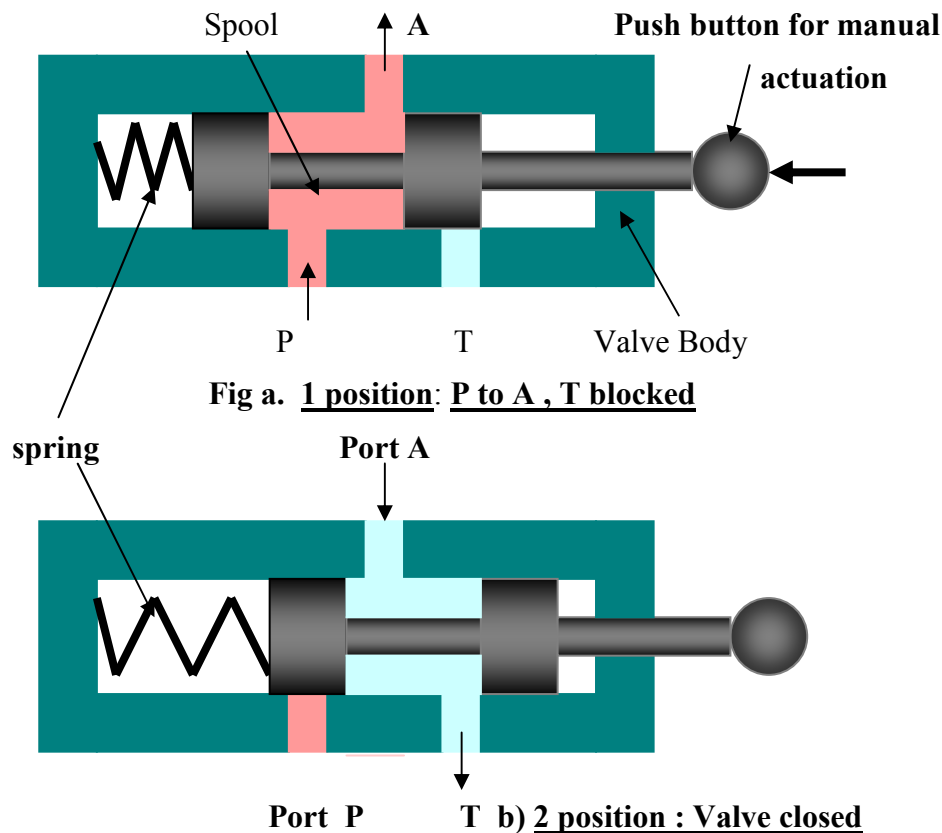 Spool
A
Push button for manual
actuation
P
T
Valve Body
Fig a. 1 position: P to A , T blocked
spring
Port A
Port P
T b) 2 position : Valve closed